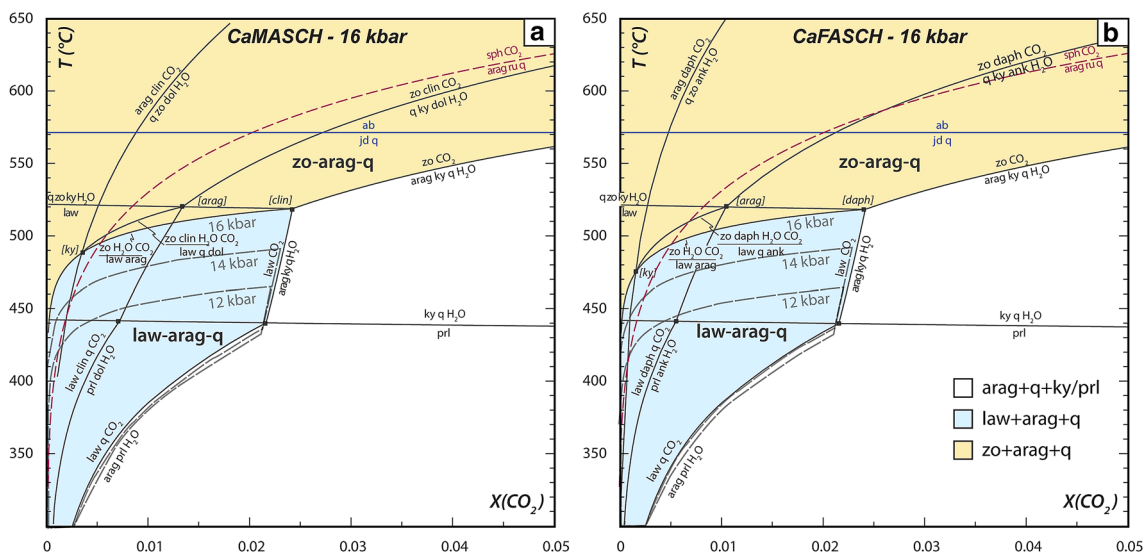 CaMASCH - 16 kbar
a
T (°C)
650
600
550
500
450
400
350
arag clin CO2
q zo dol H2O
sph CO2
arag ru q
zo clin CO2
q ky dol H2O
ab
jd q
zo-arag-q
zo CO2
arag ky q H2O
q zo ky H2O
law
[arag]
[clin]
[ky]
16 kbar
zo H2O CO2
law arag
zo clin H2O CO2
law q dol
14 kbar
12 kbar
law CO2
arag ky q H2O
ky q H2O
prl
law-arag-q
law clin q CO2
prl dol H2O
law q CO2
arag prl H2O
X(CO2)
0
0.01
0.02
0.03
0.04
0.05
CaFASCH - 16 kbar
b
T (°C)
650
600
550
500
450
400
350
arag daph CO2
q zo ank H2O
zo daph CO2
q ky ank H2O
sph CO2
arag ru q
ab
jd q
zo-arag-q
zo CO2
arag ky q H2O
q zo ky H2O
law
[arag]
[daph]
[ky]
16 kbar
zo daph H2O CO2
law q ank
zo H2O CO2
law arag
14 kbar
12 kbar
law CO2
arag ky q H2O
ky q H2O
prl
law-arag-q
law daph q CO2
prl ank H2O
law q CO2
arag prl H2O
arag+q+ky/prl
law+arag+q
zo+arag+q
X(CO2)
0
0.01
0.02
0.03
0.04
0.05